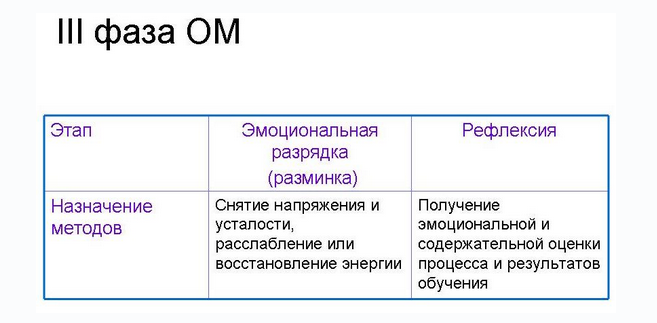 III фаза ОМ
Этап
Эмоциональная
разрядка
(разминка)
Рефлексия
Назначение
методов
Снятие напряжения и
усталости,
расслабление или
восстановление энергии
Получение
эмоциональной и
содержательной оценки
процесса и результатов
обучения